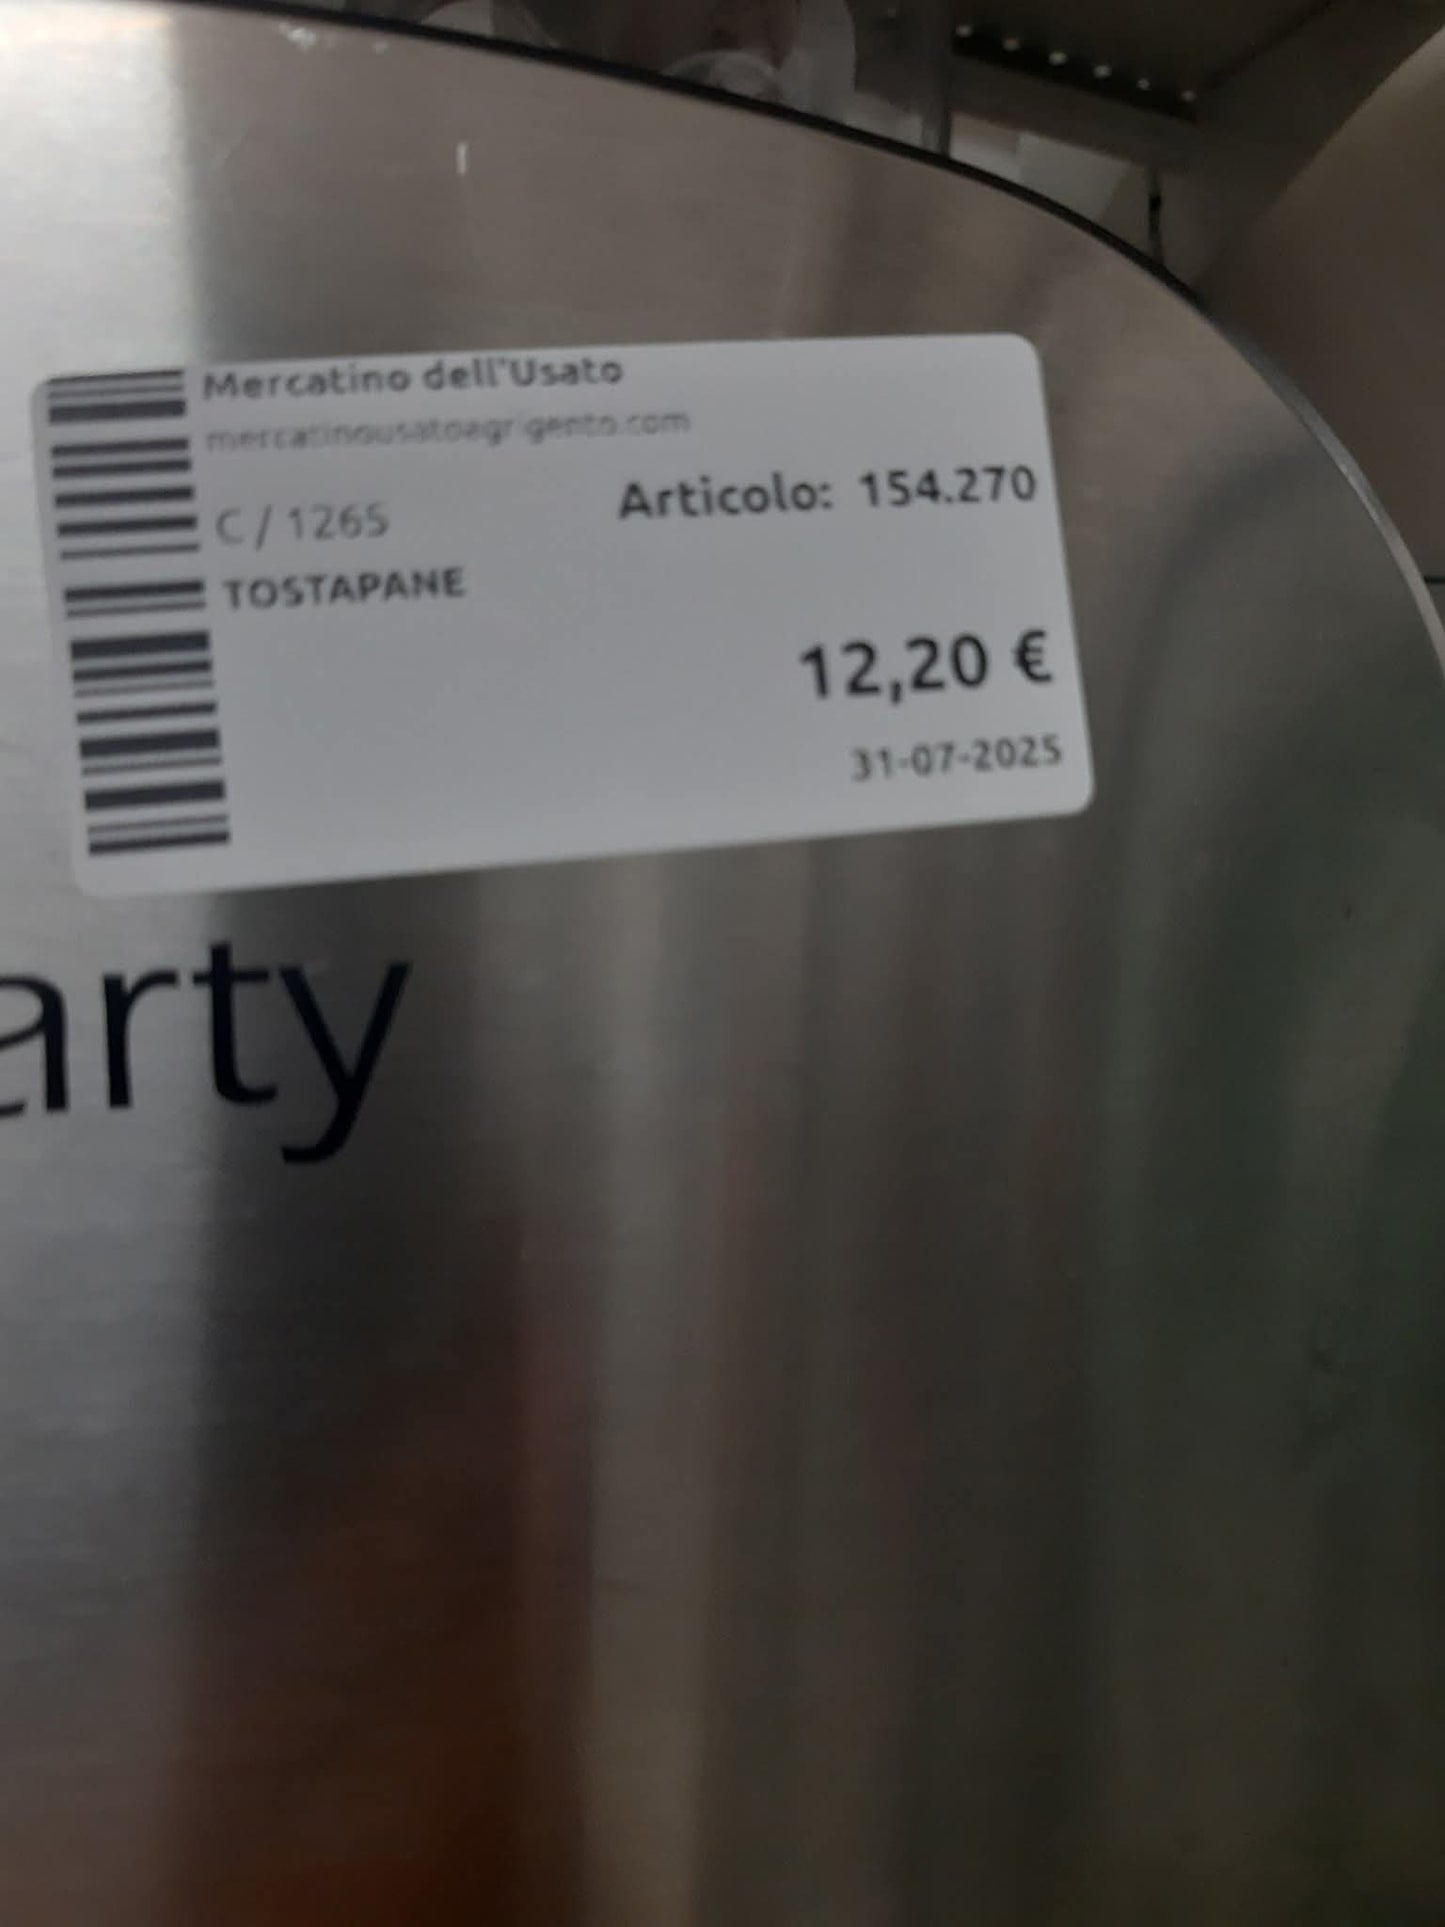 Mercatino dell'Usato
mercatinousatoagrigento.com
C / 1265
Articolo: 154.270
TOSTAPANE
12,20 €
31-07-2025
arty